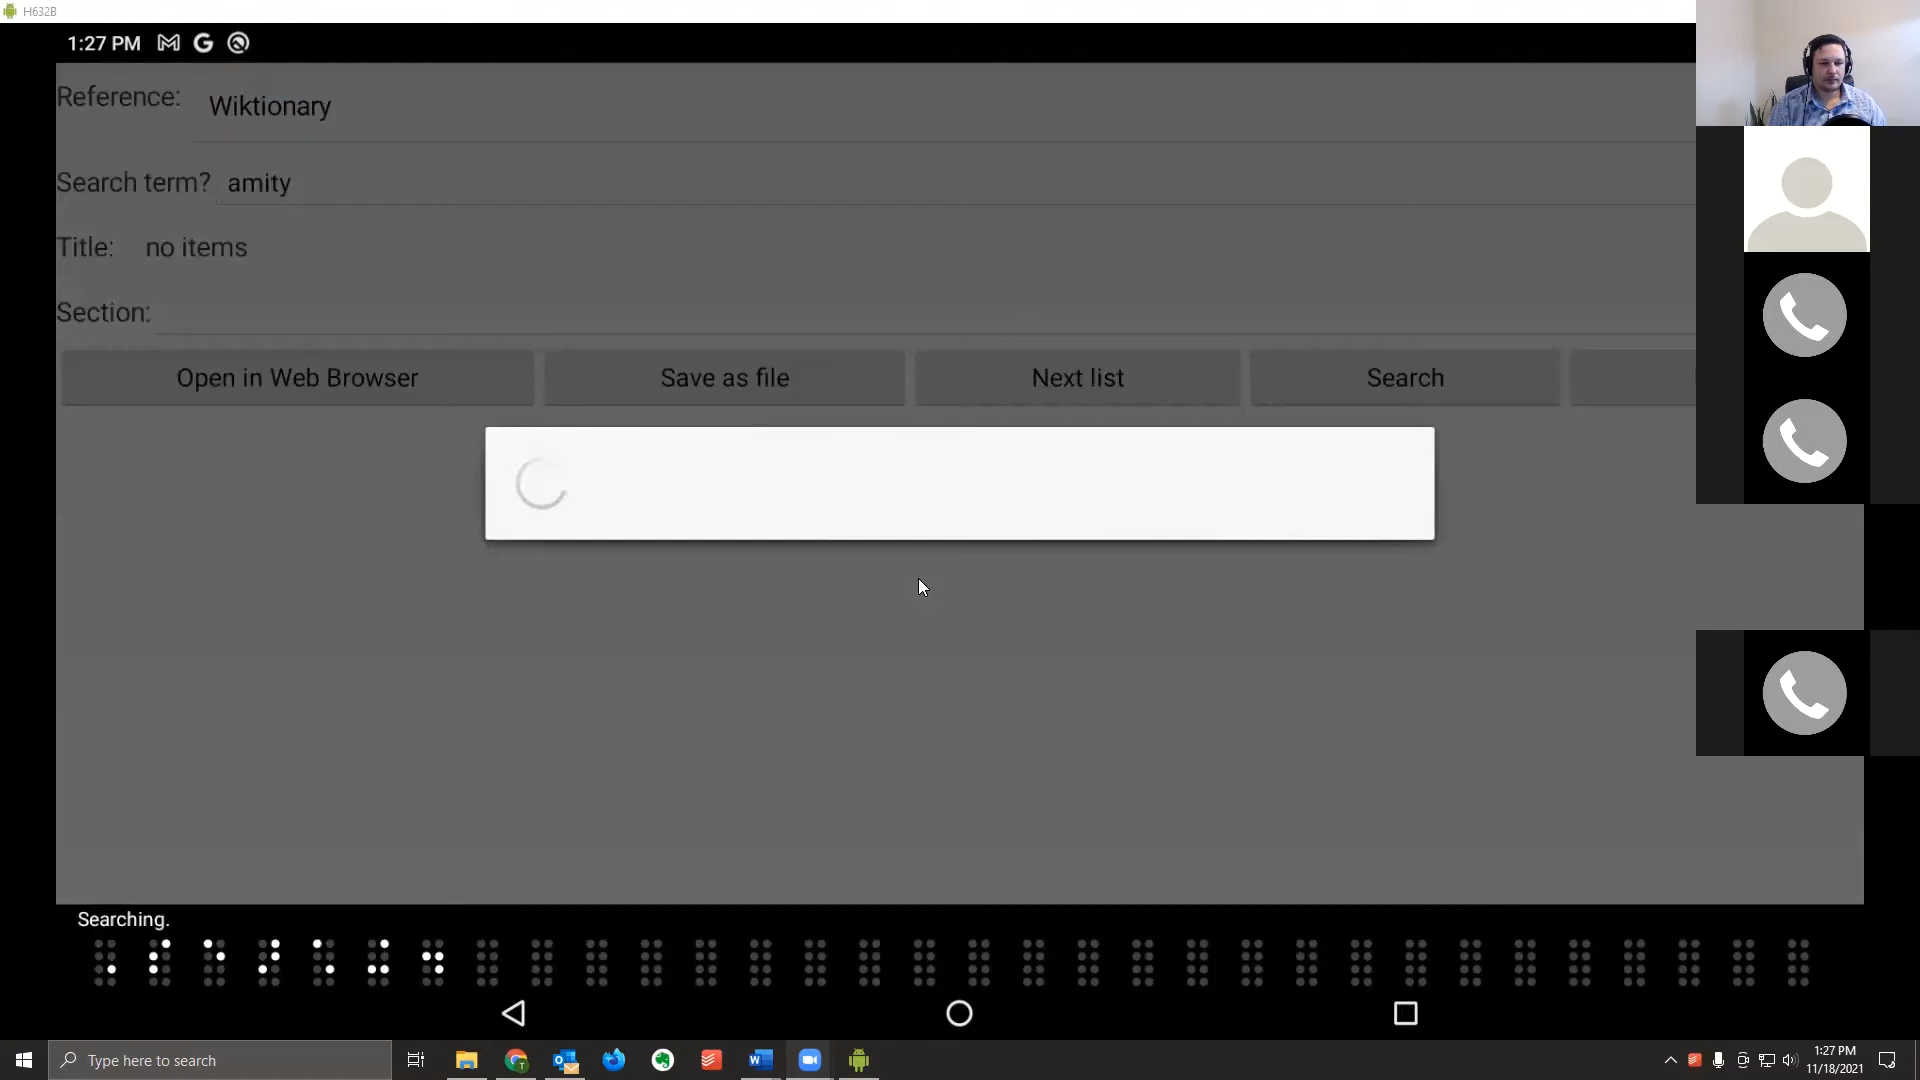 H632B
1:27 PM
Reference: Wiktionary
Search term? amity
Title: no items
Section:
Open in Web Browser Save as file Next list Search
Searching.
Type here to search
1:27 PM
11/18/2021